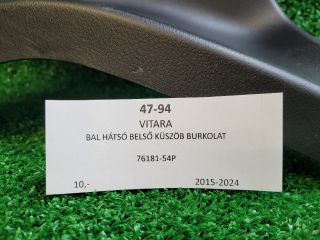 47-94
VITARA
BAL HÁTSÓ BELSŐ KÜSZÖB BURKOLAT
76181-54P
10,- 2015-2024